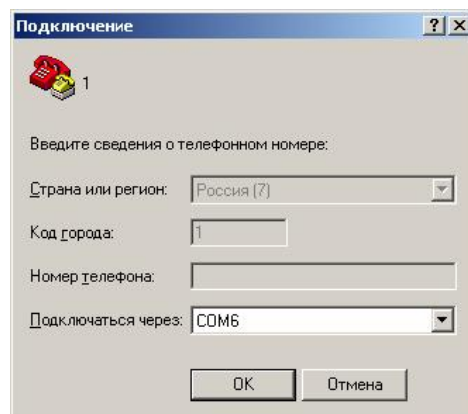 Подключение
1
Введите сведения о телефонном номере:
Страна или регион: Россия (7)
Код города: 1
Номер телефона:
Подключаться через: COM6
OK Отмена